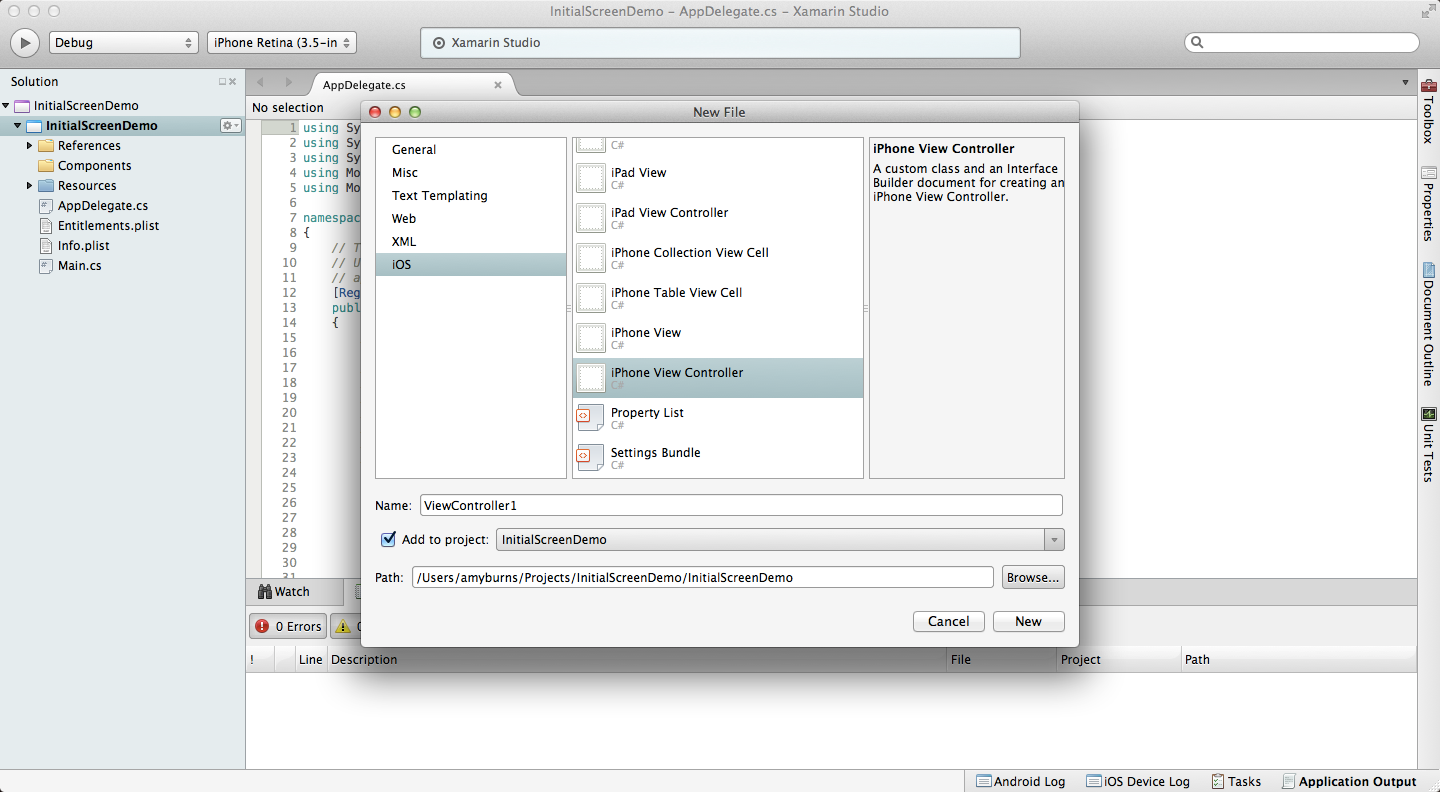 InitialScreenDemo – AppDelegate.cs – Xamarin Studio
Debug
iPhone Retina (3.5-in
Xamarin Studio
Solution
InitialScreenDemo
InitialScreenDemo
References
Components
Resources
AppDelegate.cs
Entitlements.plist
Info.plist
Main.cs
AppDelegate.cs
No selection
1 using Sy
2 using Sy
3 using Sy
4 using Mo
5 using Mo
6
7 namespac
8 {
9 // T
10 // U
11 // a
12 [Reg
13 publ
14 {
15
16
17
18
19
20
21
22
23
24
25
26
27
28
29
30
31
New File
General
Misc
Text Templating
Web
XML
iOS
C#
iPad View
C#
iPad View Controller
C#
iPhone Collection View Cell
C#
iPhone Table View Cell
C#
iPhone View
C#
iPhone View Controller
C#
Property List
C#
Settings Bundle
C#
iPhone View Controller
A custom class and an Interface
Builder document for creating an
iPhone View Controller.
Name: ViewController1
Add to project: InitialScreenDemo
Path: /Users/amyburns/Projects/InitialScreenDemo/InitialScreenDemo
Browse...
Cancel
New
Toolbox
Properties
Document Outline
Unit Tests
Watch
0 Errors
! Line Description File Project Path
Android Log
iOS Device Log
Tasks
Application Output